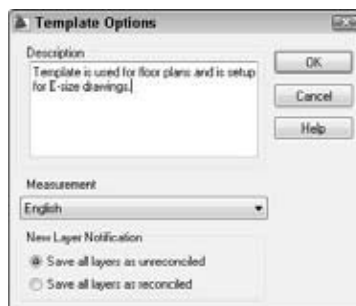 Template Options
Description
Template is used for floor plans and is setup
for E-size drawings.
OK
Cancel
Help
Measurement
English
New Layer Notification
Save all layers as unreconciled
Save all layers as reconciled